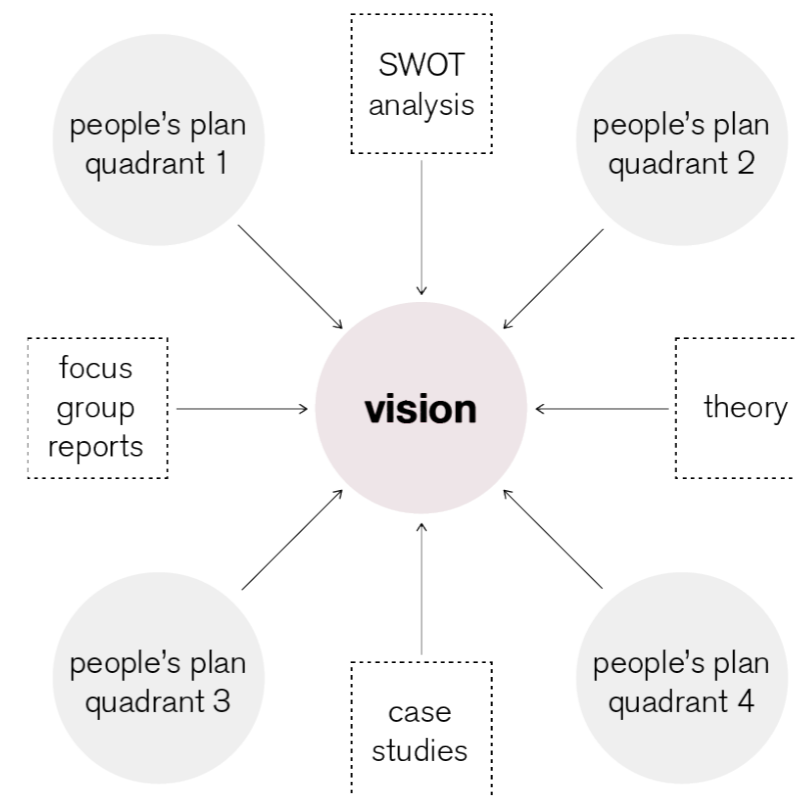 SWOT
analysis
people's plan
quadrant 1
people's plan
quadrant 2
focus
group
reports
vision
theory
people's plan
quadrant 3
case
studies
people's plan
quadrant 4